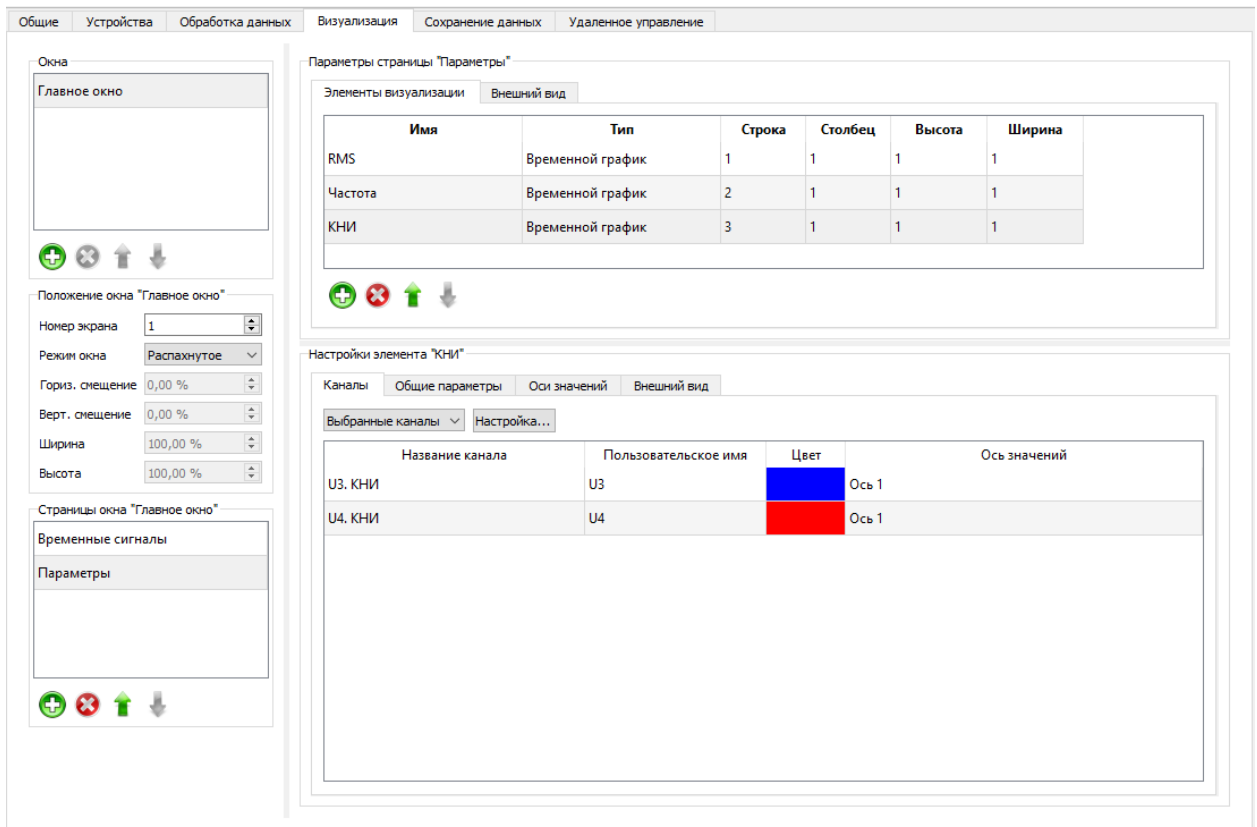 Общие Устройства Обработка данных Визуализация Сохранение данных Удаленное управление
Окна
Главное окно
Положение окна "Главное окно"
Номер экрана 1
Режим окна Распахнутое
Гориз. смещение 0,00 %
Верт. смещение 0,00 %
Ширина 100,00 %
Высота 100,00 %
Страницы окна "Главное окно"
Временные сигналы
Параметры
Параметры страницы "Параметры"
Элементы визуализации Внешний вид
Имя Тип Строка Столбец Высота Ширина
RMS Временной график 1 1 1 1
Частота Временной график 2 1 1 1
КНИ Временной график 3 1 1 1
Настройки элемента "КНИ"
Каналы Общие параметры Оси значений Внешний вид
Выбранные каналы Настройка...
Название канала Пользовательское имя Цвет Ось значений
U3. КНИ U3 Ось 1
U4. КНИ U4 Ось 1